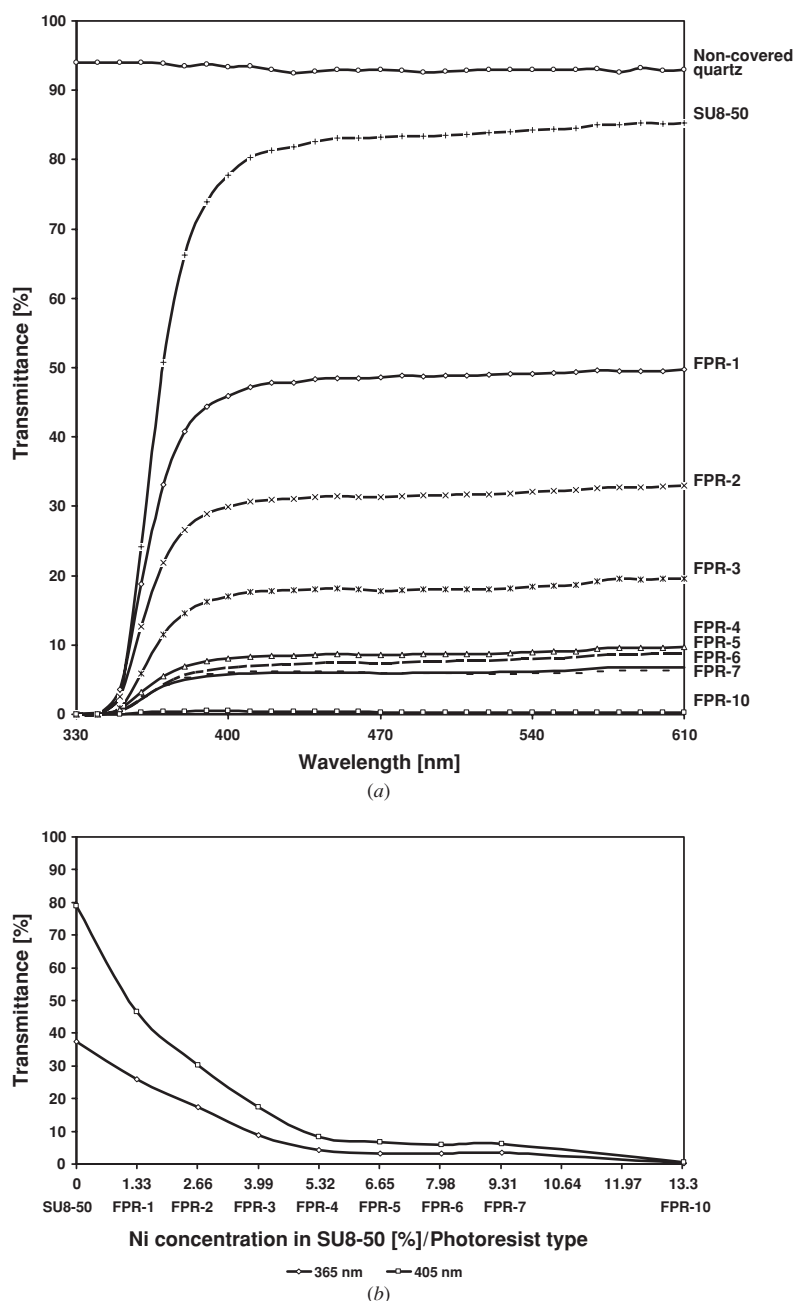 100
90
80
70
60
50
40
30
20
10
0
Transmittance [%]
Non-covered
quartz
SU8-50
FPR-1
FPR-2
FPR-3
FPR-4
FPR-5
FPR-6
FPR-7
FPR-10
330 400 470 540 610
Wavelength [nm]
(a)
100
90
80
70
60
50
40
30
20
10
0
Transmittance [%]
0 1.33 2.66 3.99 5.32 6.65 7.98 9.31 10.64 11.97 13.3
SU8-50 FPR-1 FPR-2 FPR-3 FPR-4 FPR-5 FPR-6 FPR-7 FPR-10
Ni concentration in SU8-50 [%]/Photoresist type
365 nm 405 nm
(b)